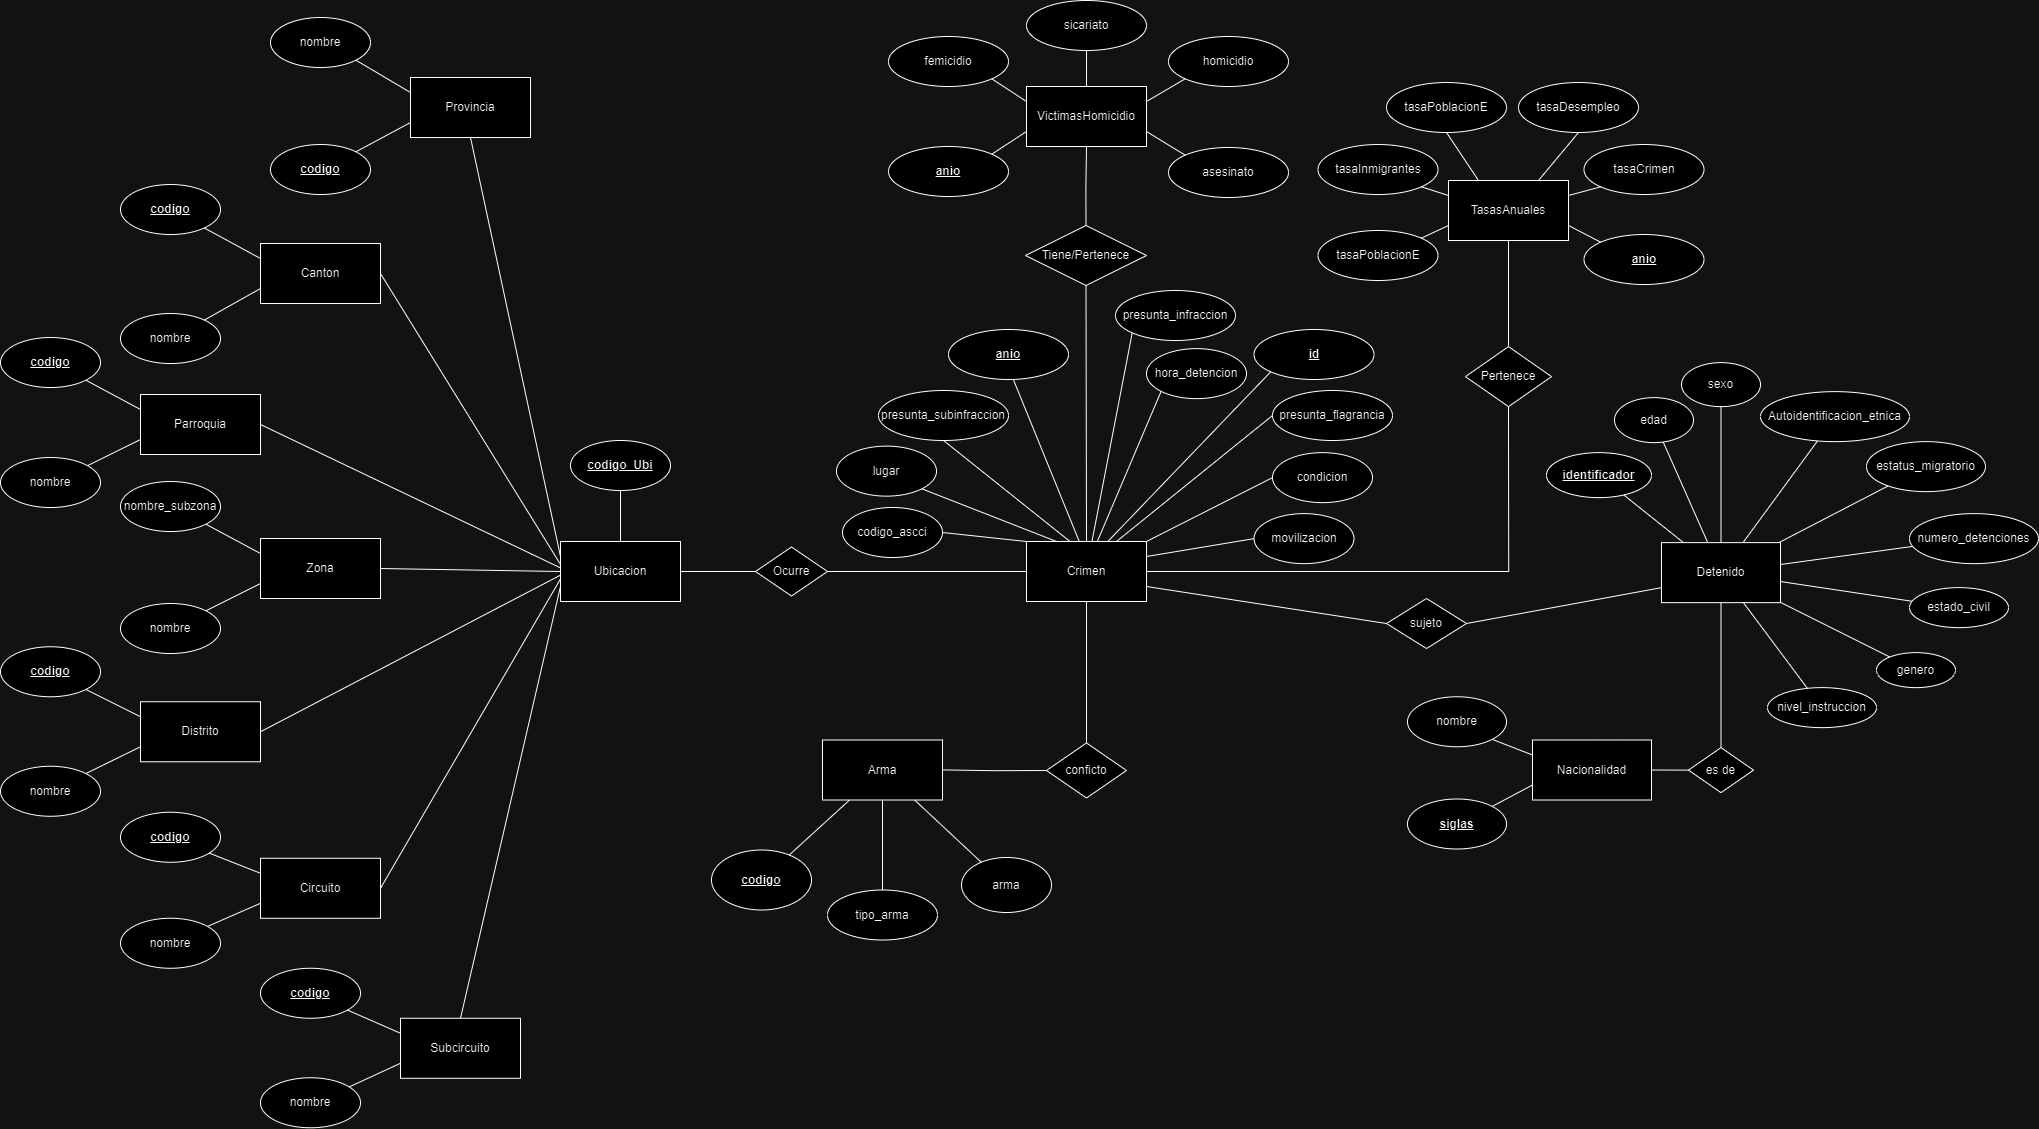 nombre
Provincia
codigo
codigo
Canton
nombre
codigo
Parroquia
nombre
nombre_subzona
Zona
nombre
codigo
Distrito
nombre
codigo
Circuito
nombre
codigo
Subcircuito
nombre
codigo_Ubi
Ubicacion
Ocurre
sicariato
femicidio
homicidio
VictimasHomicidio
anio
asesinato
Tiene/Pertenece
presunta_infraccion
anio
id
hora_detencion
presunta_subinfraccion
presunta_flagrancia
lugar
condicion
codigo_ascci
movilizacion
Crimen
tasaPoblacionE
tasaDesempleo
tasaInmigrantes
tasaCrimen
TasasAnuales
tasaPoblacionE
anio
Pertenece
sujeto
sexo
edad
Autoidentificacion_etnica
identificador
estatus_migratorio
numero_detenciones
Detenido
estado_civil
genero
nivel_instruccion
nombre
Nacionalidad
es de
siglas
Arma
conficto
codigo
tipo_arma
arma